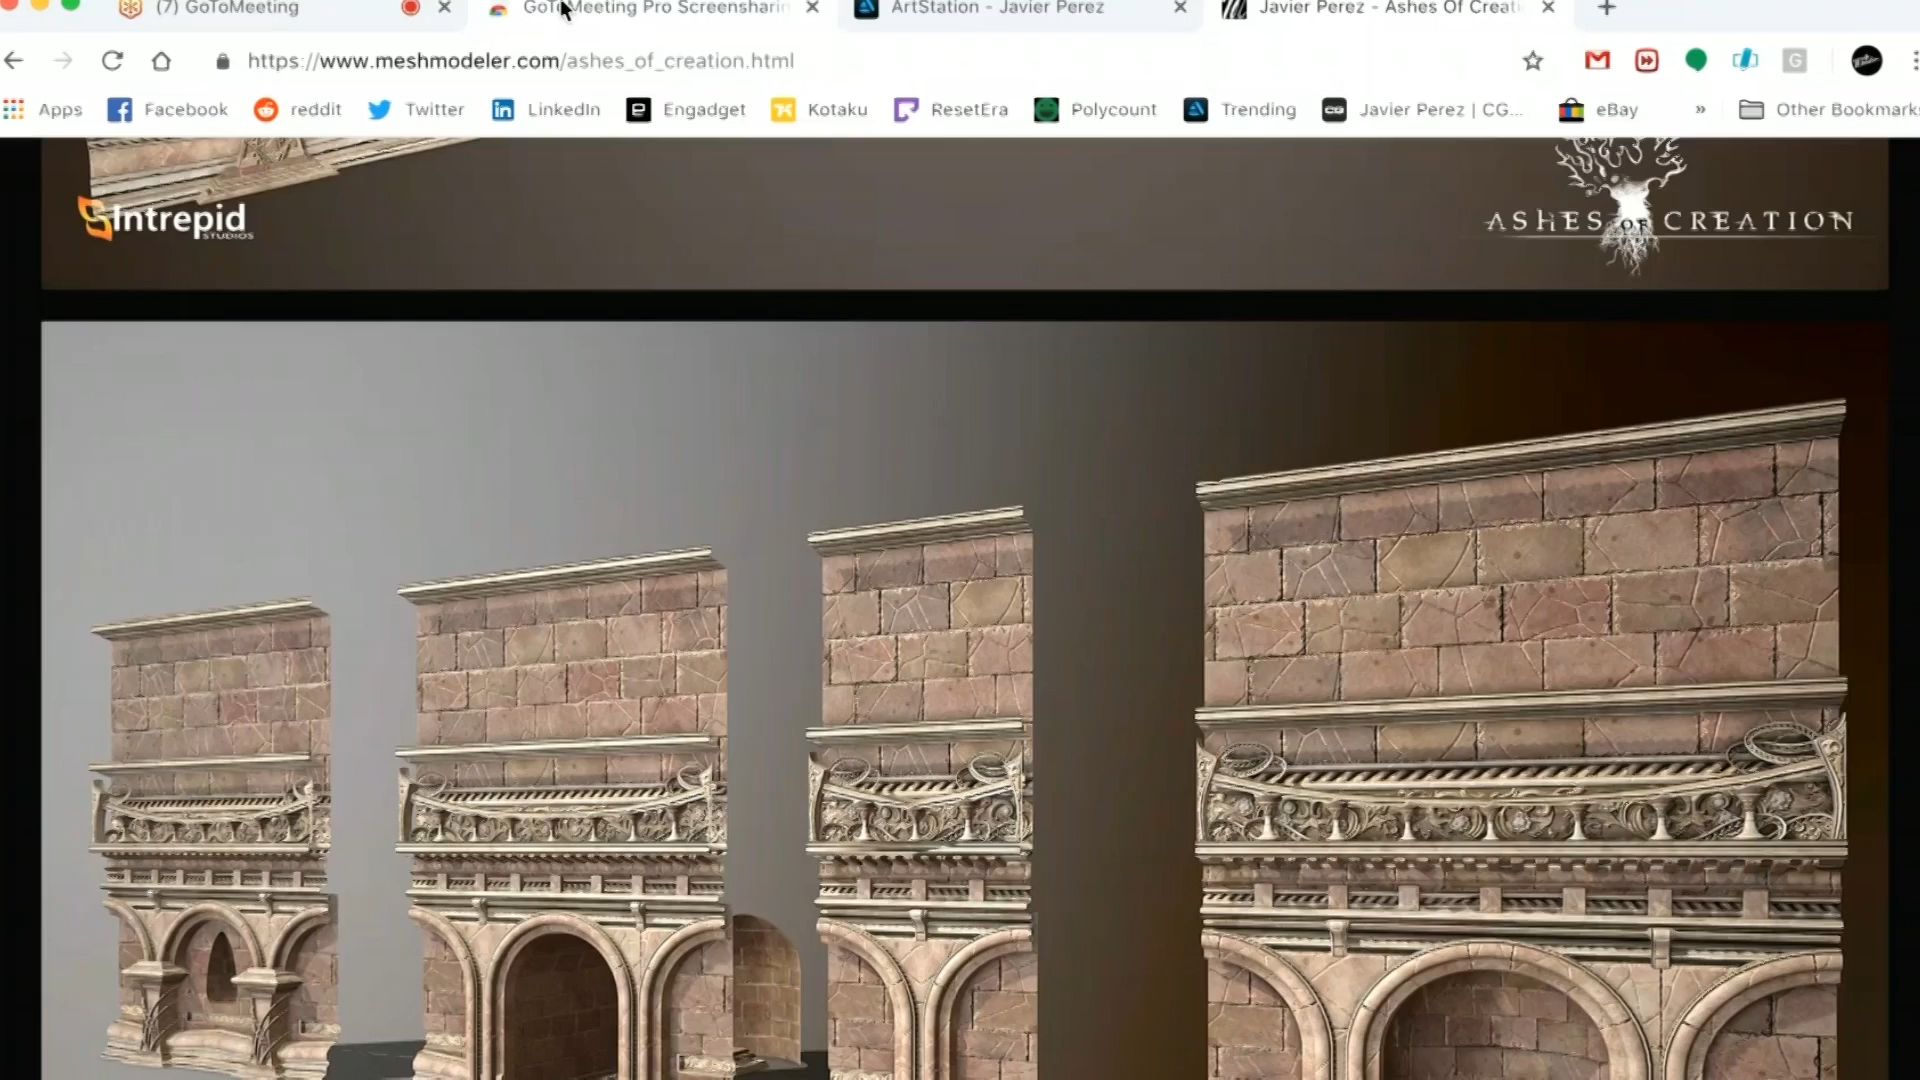 (7) GoToMeeting
GoToMeeting Pro Screensharin
ArtStation - Javier Perez
Javier Perez - Ashes Of Creati
https://www.meshmodeler.com/ashes_of_creation.html
Apps Facebook reddit Twitter LinkedIn Engadget Kotaku ResetEra Polycount Trending Javier Perez | CG... eBay » Other Bookmarks
Intrepid
STUDIOS
ASHES OF CREATION